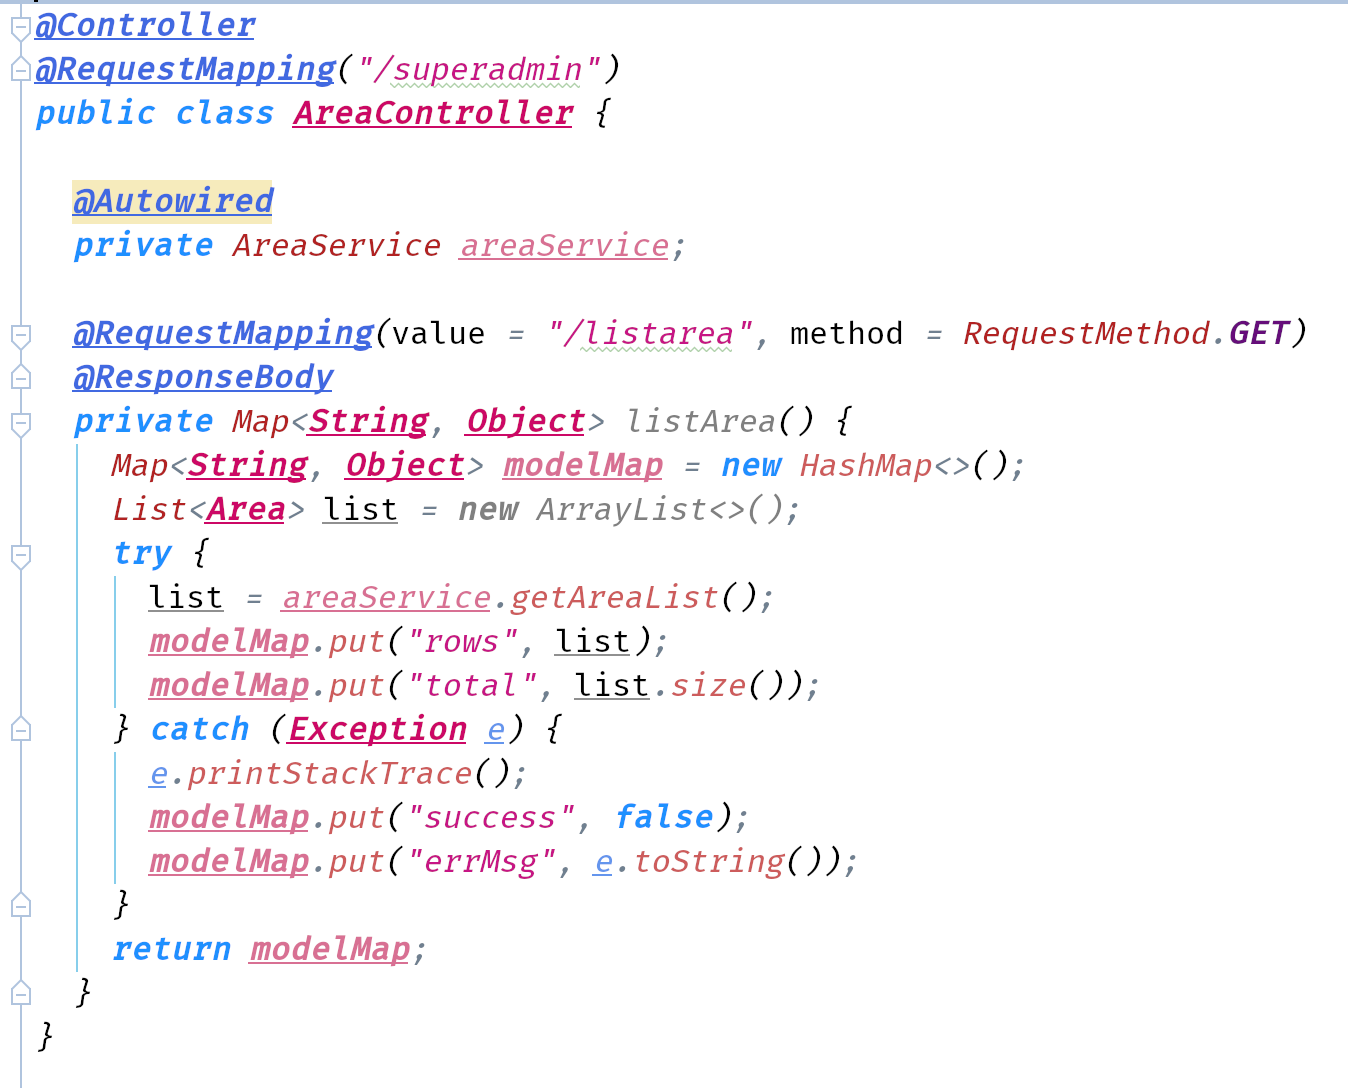 @Controller
@RequestMapping("/superadmin")
public class AreaController {
@Autowired
private AreaService areaService;
@RequestMapping(value = "/listarea", method = RequestMethod.GET)
@ResponseBody
private Map<String, Object> listArea() {
Map<String, Object> modelMap = new HashMap<>();
List<Area> list = new ArrayList<>();
try {
list = areaService.getAreaList();
modelMap.put("rows", list);
modelMap.put("total", list.size());
} catch (Exception e) {
e.printStackTrace();
modelMap.put("success", false);
modelMap.put("errMsg", e.toString());
}
return modelMap;
}
}